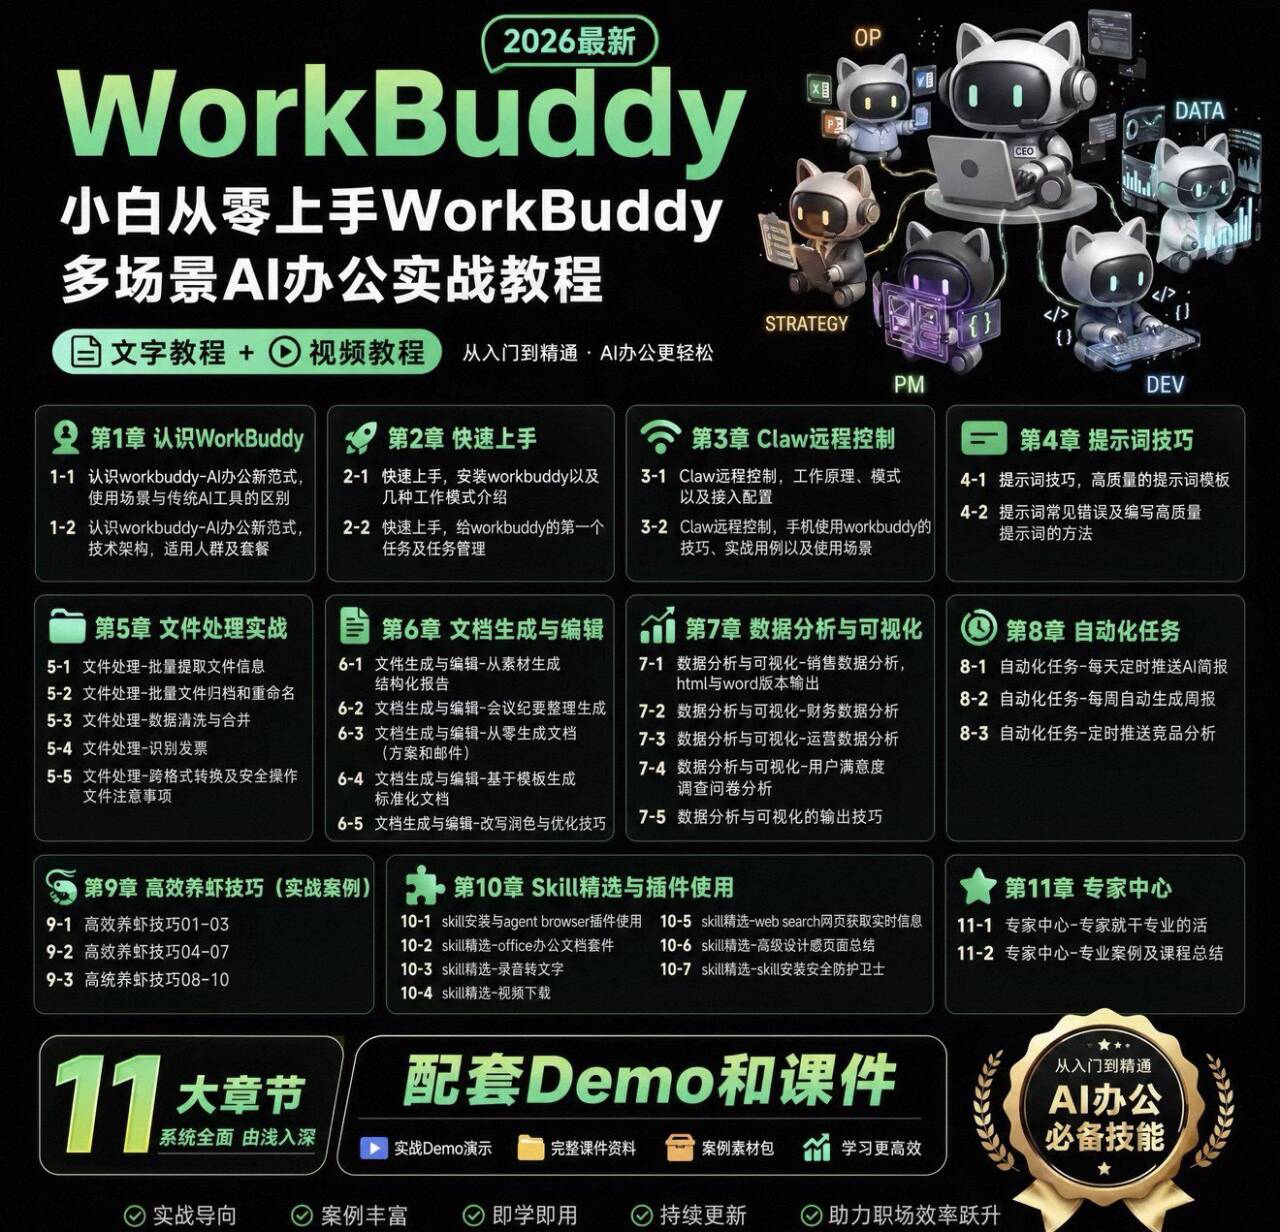 2026最新
WorkBuddy
小白从零上手WorkBuddy
多场景AI办公实战教程
文字教程 + 视频教程
从入门到精通 · AI办公更轻松
OP
CEO
DATA
STRATEGY
PM
DEV
</>
{ }
</>
{ }
第1章 认识WorkBuddy
1-1 认识workbuddy-AI办公新范式，
使用场景与传统AI工具的区别
1-2 认识workbuddy-AI办公新范式，
技术架构，适用人群及套餐
第2章 快速上手
2-1 快速上手，安装workbuddy以及
几种工作模式介绍
2-2 快速上手，给workbuddy的第一个
任务及任务管理
第3章 Claw远程控制
3-1 Claw远程控制，工作原理、模式
以及接入配置
3-2 Claw远程控制，手机使用workbuddy的
技巧、实战用例以及使用场景
第4章 提示词技巧
4-1 提示词技巧，高质量的提示词模板
4-2 提示词常见错误及编写高质量
提示词的方法
第5章 文件处理实战
5-1 文件处理-批量提取文件信息
5-2 文件处理-批量文件归档和重命名
5-3 文件处理-数据清洗与合并
5-4 文件处理-识别发票
5-5 文件处理-跨格式转换及安全操作
文件注意事项
第6章 文档生成与编辑
6-1 文件生成与编辑-从素材生成
结构化报告
6-2 文档生成与编辑-会议纪要整理生成
6-3 文档生成与编辑-从零生成文档
（方案和邮件）
6-4 文档生成与编辑-基于模板生成
标准化文档
6-5 文档生成与编辑-改写润色与优化技巧
第7章 数据分析与可视化
7-1 数据分析与可视化-销售数据分析，
html与word版本输出
7-2 数据分析与可视化-财务数据分析
7-3 数据分析与可视化-运营数据分析
7-4 数据分析与可视化-用户满意度
调查问卷分析
7-5 数据分析与可视化的输出技巧
第8章 自动化任务
8-1 自动化任务-每天定时推送AI简报
8-2 自动化任务-每周自动生成周报
8-3 自动化任务-定时推送竞品分析
第9章 高效养虾技巧（实战案例）
9-1 高效养虾技巧01-03
9-2 高效养虾技巧04-07
9-3 高统养虾技巧08-10
第10章 Skill精选与插件使用
10-1 skill安装与agent browser插件使用
10-2 skill精选-office办公文档套件
10-3 skill精选-录音转文字
10-4 skill精选-视频下载
10-5 skill精选-web search网页获取实时信息
10-6 skill精选-高级设计感页面总结
10-7 skill精选-skill安装安全防护卫士
第11章 专家中心
11-1 专家中心-专家就干专业的活
11-2 专家中心-专业案例及课程总结
11 大章节
系统全面 由浅入深
配套Demo和课件
实战Demo演示
完整课件资料
案例素材包
学习更高效
从入门到精通
AI办公
必备技能
实战导向
案例丰富
即学即用
持续更新
助力职场效率跃升